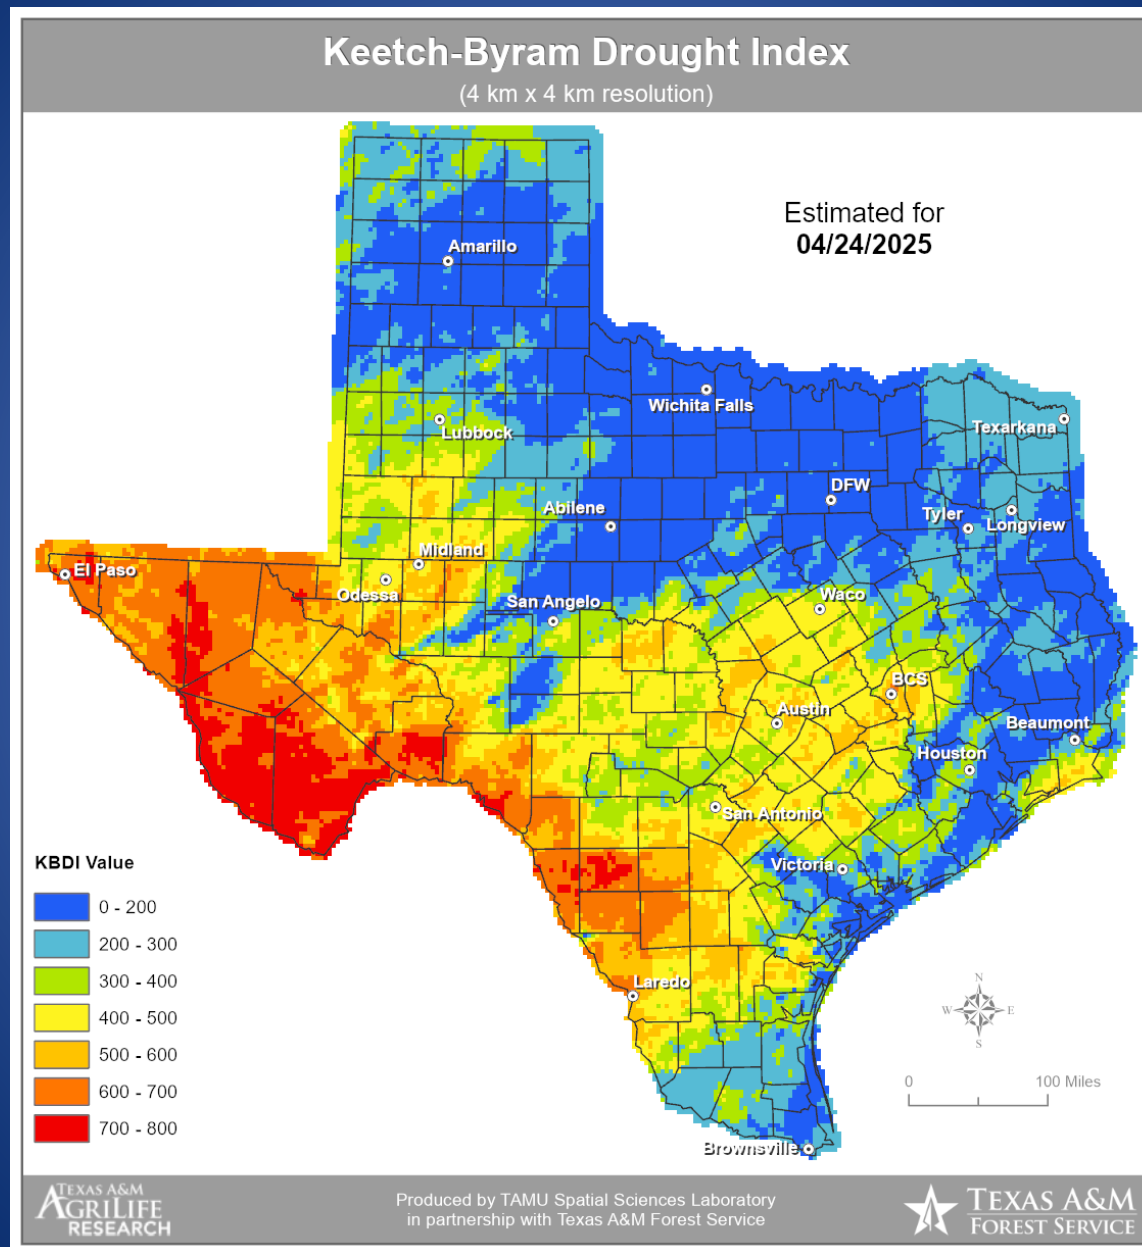 Keetch-Byram Drought Index
(4 km x 4 km resolution)
Estimated for
04/24/2025
Amarillo
Wichita Falls
Lubbock
Texarkana
DFW
Abilene
Tyler
Longview
Midland
El Paso
Odessa
San Angelo
Waco
BCS
Austin
Beaumont
Houston
San Antonio
Victoria
Laredo
Brownsville
KBDI Value
0 - 200
200 - 300
300 - 400
400 - 500
500 - 600
600 - 700
700 - 800
N
W
E
S
0
100 Miles
TEXAS A&M
AGRILIFE
RESEARCH
Produced by TAMU Spatial Sciences Laboratory
in partnership with Texas A&M Forest Service
TEXAS A&M
FOREST SERVICE